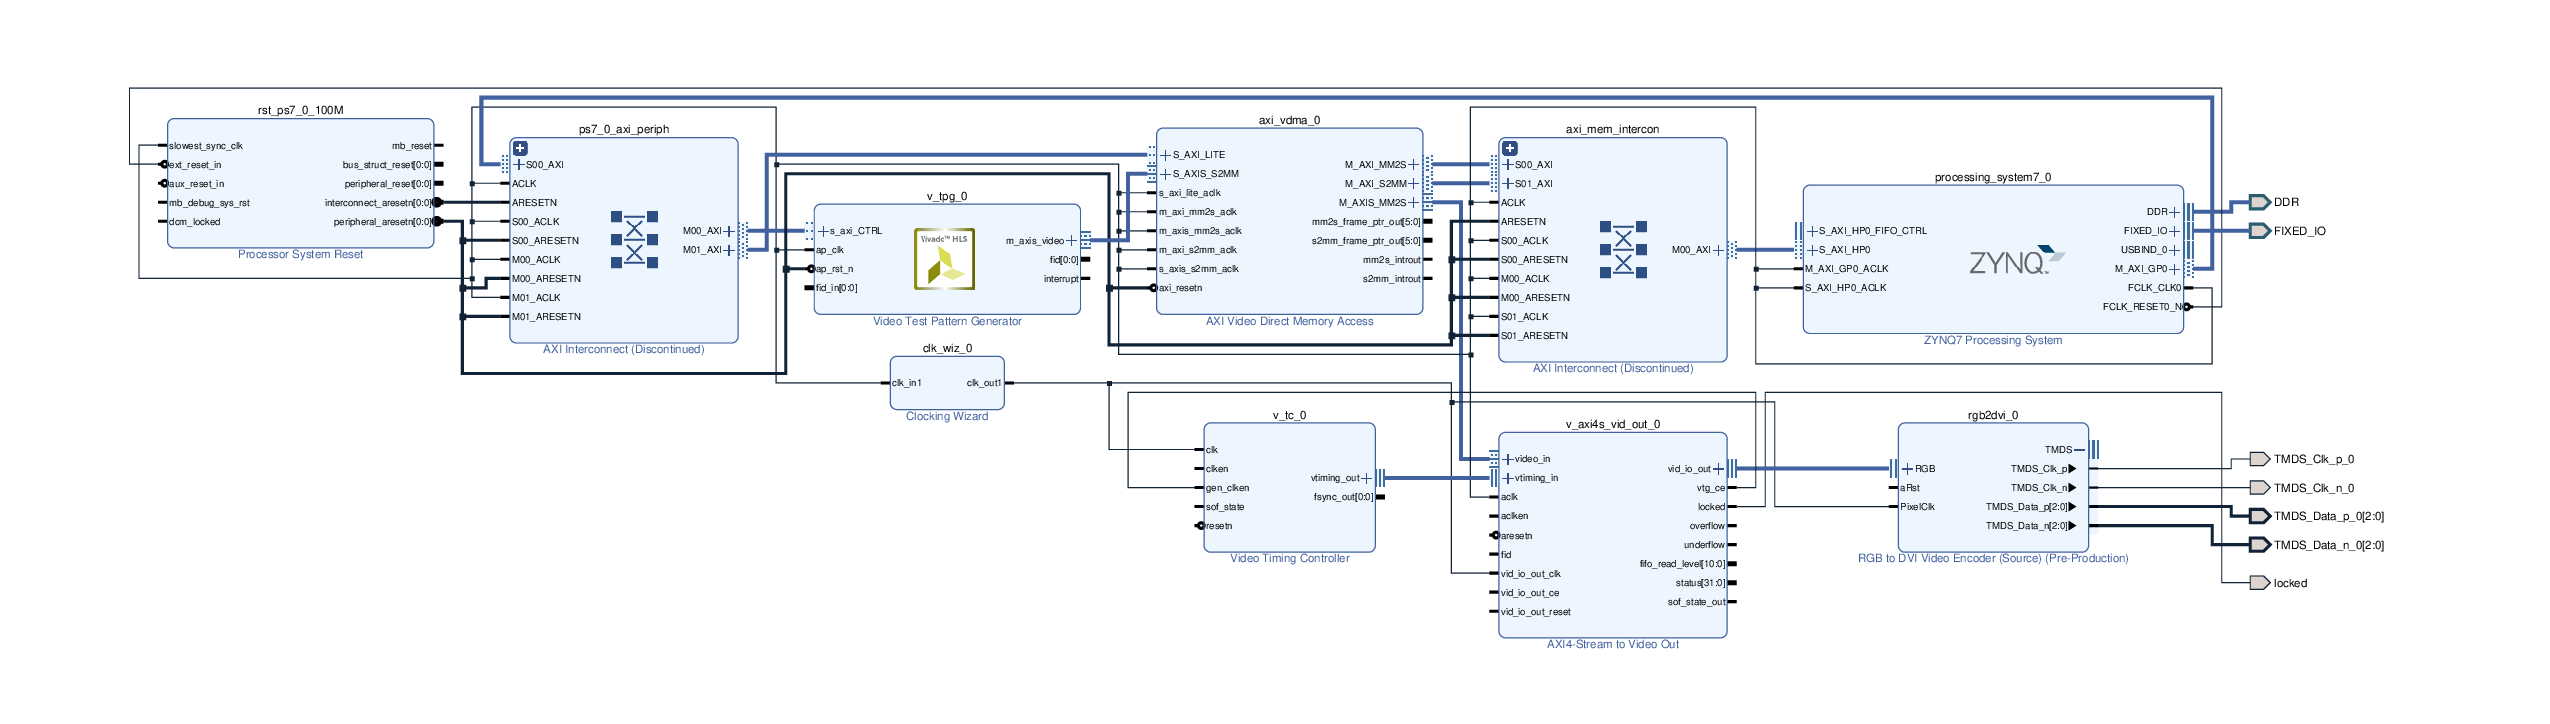 rst_ps7_0_100M
slowest_sync_clk
ext_reset_in
aux_reset_in
mb_debug_sys_rst
dcm_locked
mb_reset
bus_struct_reset[0:0]
peripheral_reset[0:0]
interconnect_aresetn[0:0]
peripheral_aresetn[0:0]
Processor System Reset
ps7_0_axi_periph
S00_AXI
ACLK
ARESETN
S00_ACLK
S00_ARESETN
M00_ACLK
M00_ARESETN
M01_ACLK
M01_ARESETN
M00_AXI
M01_AXI
AXI Interconnect (Discontinued)
v_tpg_0
s_axi_CTRL
ap_clk
ap_rst_n
fid_in[0:0]
Vivado™ HLS
m_axis_video
fid[0:0]
interrupt
Video Test Pattern Generator
clk_wiz_0
clk_in1
clk_out1
Clocking Wizard
axi_vdma_0
S_AXI_LITE
S_AXIS_S2MM
s_axi_lite_aclk
m_axi_mm2s_aclk
m_axis_mm2s_aclk
m_axi_s2mm_aclk
s_axis_s2mm_aclk
axi_resetn
M_AXI_MM2S
M_AXI_S2MM
M_AXIS_MM2S
mm2s_frame_ptr_out[5:0]
s2mm_frame_ptr_out[5:0]
mm2s_introut
s2mm_introut
AXI Video Direct Memory Access
axi_mem_intercon
S00_AXI
S01_AXI
ACLK
ARESETN
S00_ACLK
S00_ARESETN
M00_ACLK
M00_ARESETN
S01_ACLK
S01_ARESETN
M00_AXI
AXI Interconnect (Discontinued)
processing_system7_0
S_AXI_HP0_FIFO_CTRL
S_AXI_HP0
M_AXI_GP0_ACLK
S_AXI_HP0_ACLK
ZYNQ
DDR
FIXED_IO
USBIND_0
M_AXI_GP0
FCLK_CLK0
FCLK_RESET0_N
ZYNQ7 Processing System
DDR
FIXED_IO
v_tc_0
clk
clken
gen_clken
sof_state
resetn
vtiming_out
fsync_out[0:0]
Video Timing Controller
v_axi4s_vid_out_0
video_in
vtiming_in
aclk
aclken
aresetn
fid
vid_io_out_clk
vid_io_out_ce
vid_io_out_reset
vid_io_out
vtg_ce
locked
overflow
underflow
fifo_read_level[10:0]
status[31:0]
sof_state_out
AXI4-Stream to Video Out
rgb2dvi_0
RGB
aRst
PixelClk
TMDS
TMDS_Clk_p
TMDS_Clk_n
TMDS_Data_p[2:0]
TMDS_Data_n[2:0]
RGB to DVI Video Encoder (Source) (Pre-Production)
TMDS_Clk_p_0
TMDS_Clk_n_0
TMDS_Data_p_0[2:0]
TMDS_Data_n_0[2:0]
locked